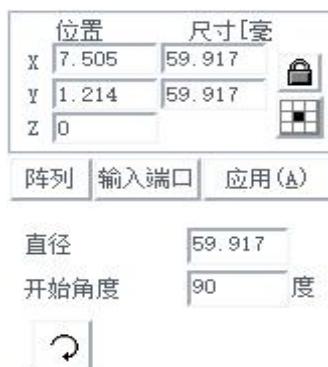 位置 尺寸[毫
X 7.505 59.917
Y 1.214 59.917
Z 0
阵列 输入端口 应用(A)
直径 59.917
开始角度 90 度